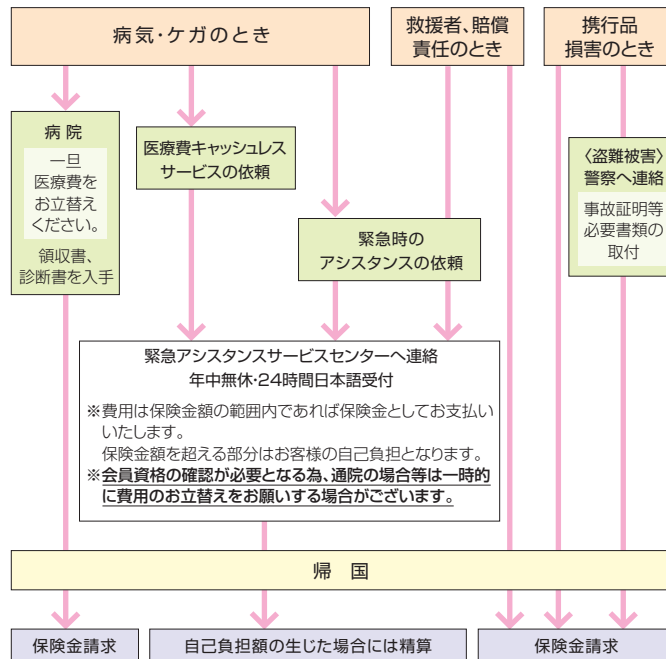 病気・ケガのとき
救援者、賠償
責任のとき
携行品
損害のとき
病院
一旦
医療費を
お立替え
ください。
領収書、
診断書を入手
医療費キャッシュレス
サービスの依頼
緊急時の
アシスタンスの依頼
〈盗難被害〉
警察へ連絡
事故証明等
必要書類の
取付
緊急アシスタンスサービスセンターへ連絡
年中無休・24時間日本語受付
※費用は保険金額の範囲内であれば保険金としてお支払い
いたします。
保険金額を超える部分はお客様の自己負担となります。
※会員資格の確認が必要となる為、通院の場合等は一時的
に費用のお立替えをお願いする場合がございます。
帰 国
保険金請求
自己負担額の生じた場合には精算
保険金請求